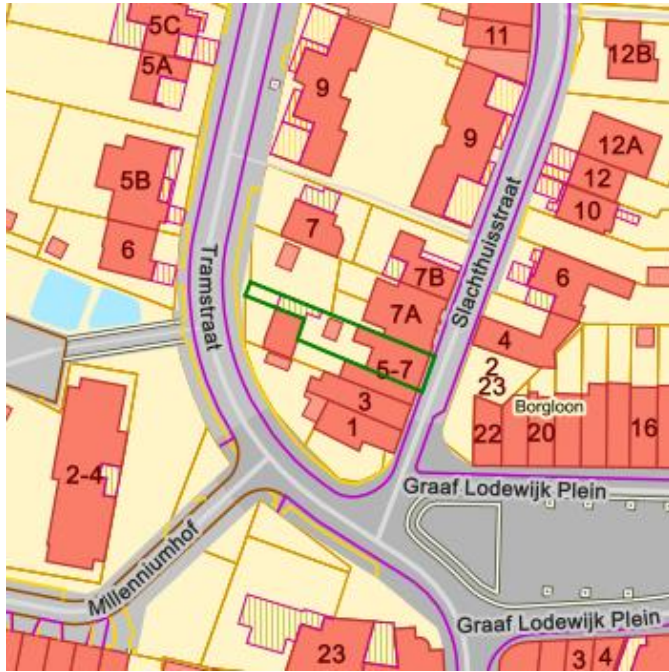 5C
11
12B
5A
9
9
12A
5B
12
10
6
7
Tramstraat
Slachthuisstraat
7B
6
7A
4
5-7
2
23
3
Borgloon
1
22
20
16
2-4
Graaf Lodewijk Plein
Millenniumhof
Graaf Lodewijk Plein
23
3
4